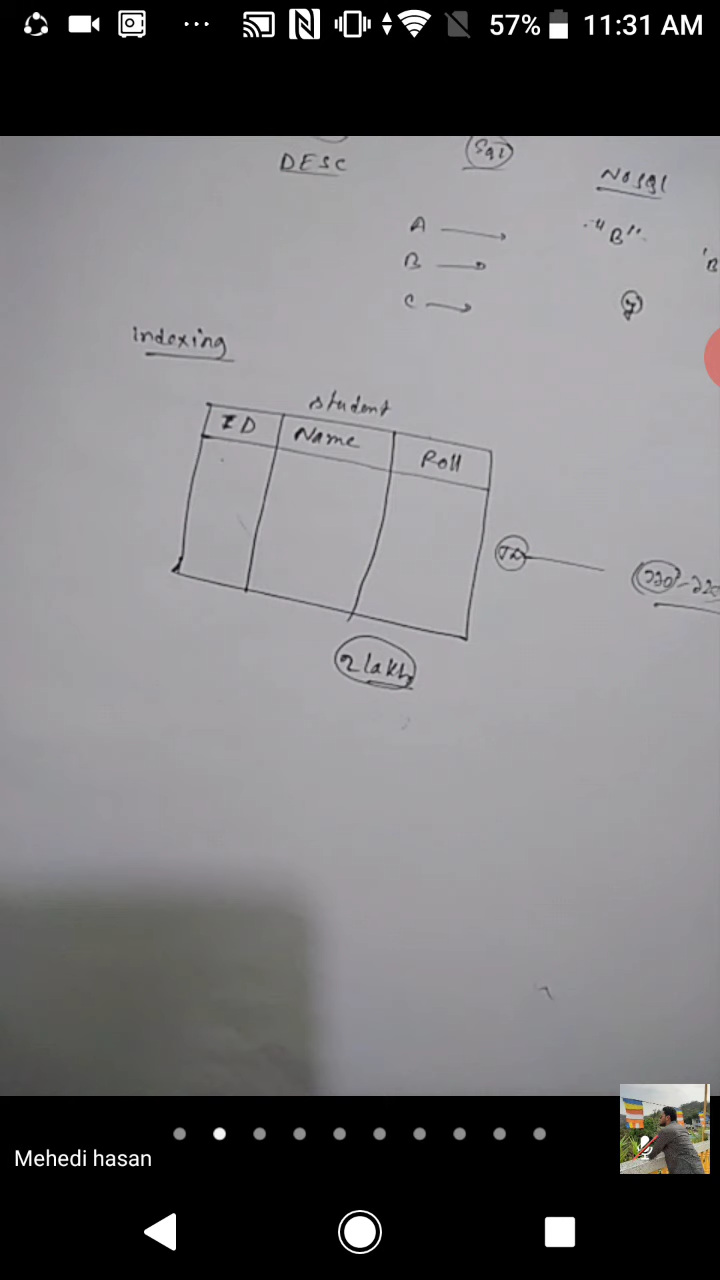 57% 11:31 AM
DESC
Sql
NoSql
A
"B"
B
'B
C
Indexing
Student
ID Name Roll
2 lakh
Mehedi hasan